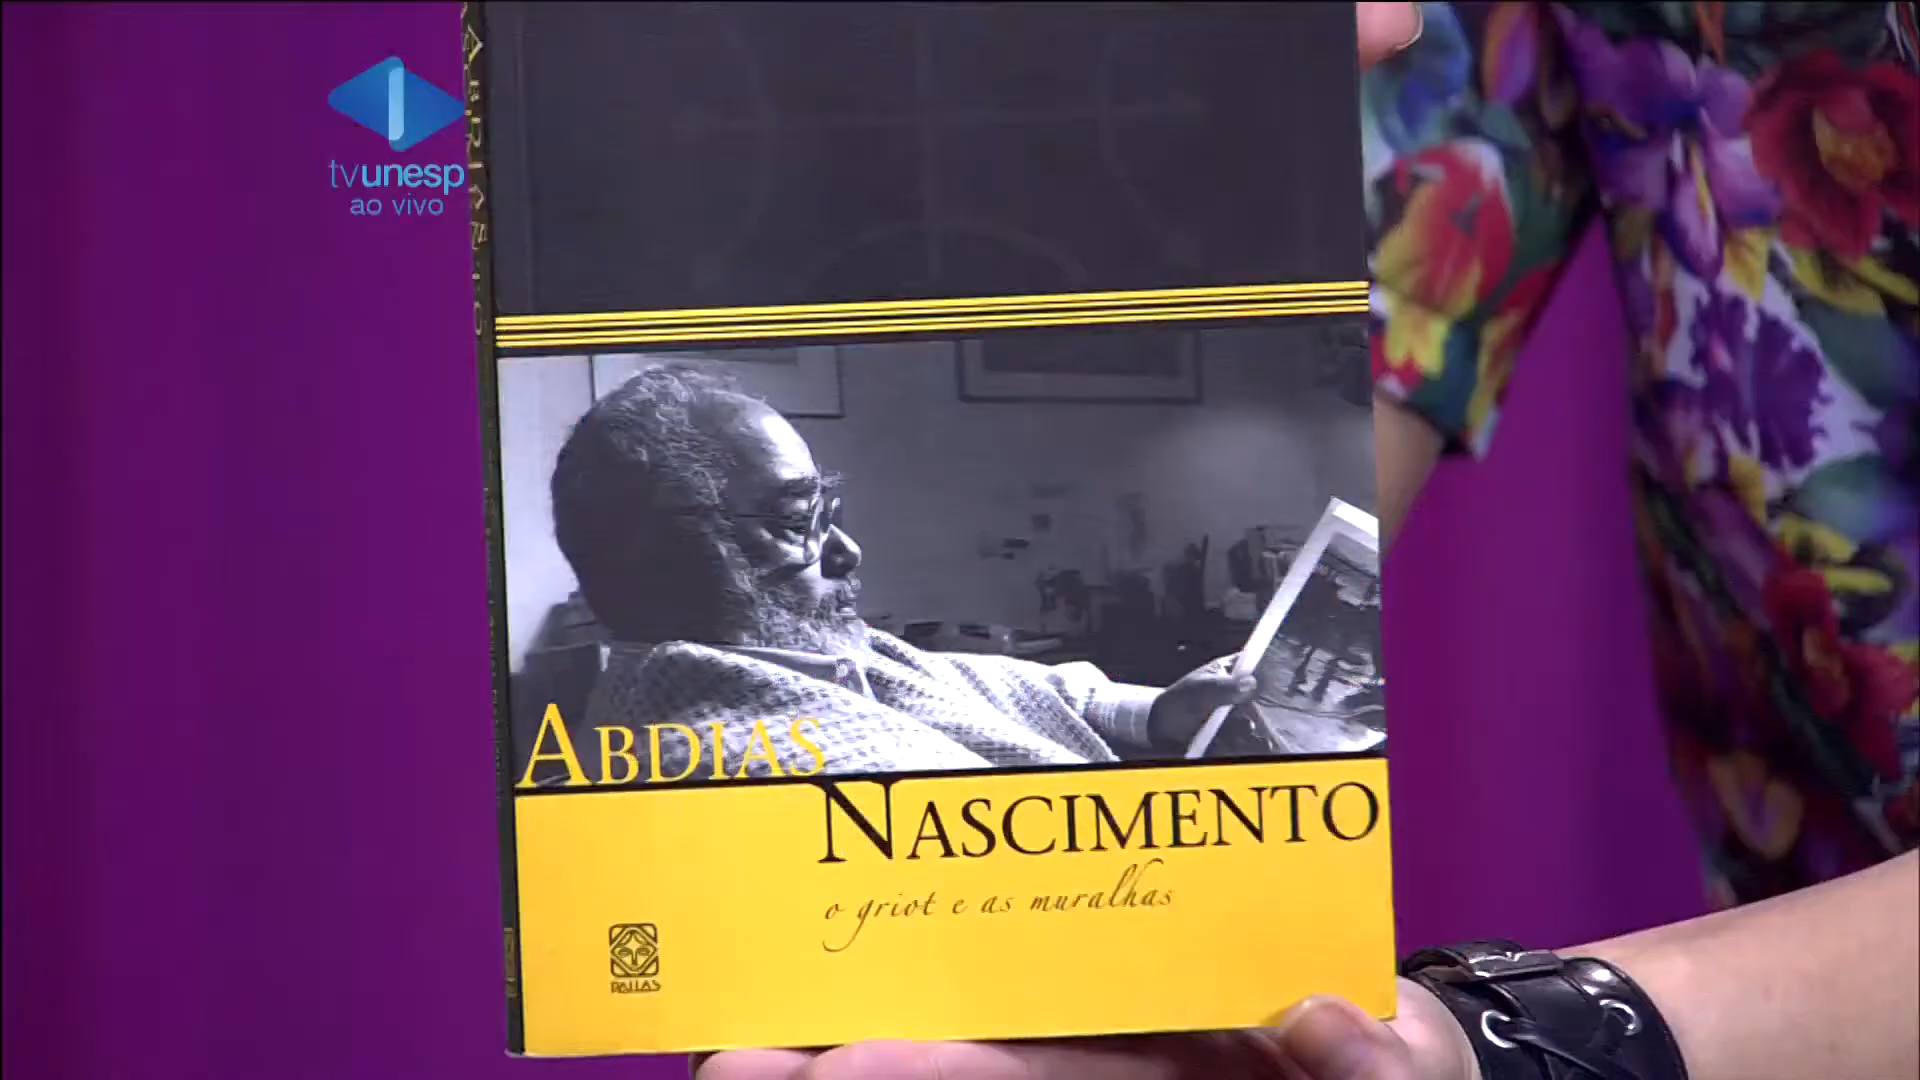 tvunesp
ao vivo
ABDIAS
NASCIMENTO
o griot e as muralhas
PALLAS